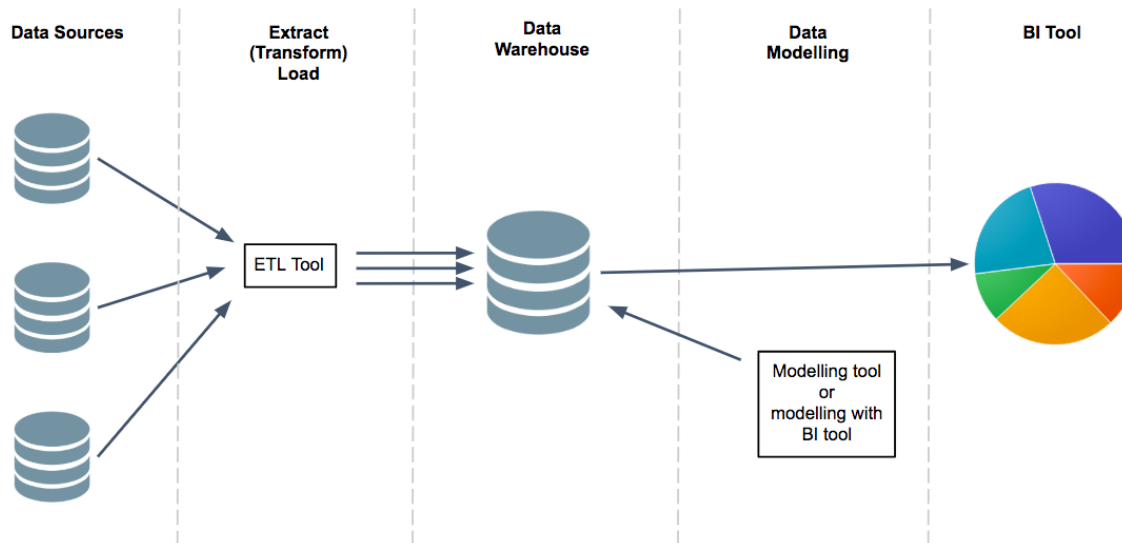 Data Sources
Extract
(Transform)
Load
Data
Warehouse
Data
Modelling
BI Tool
ETL Tool
Modelling tool
or
modelling with
BI tool